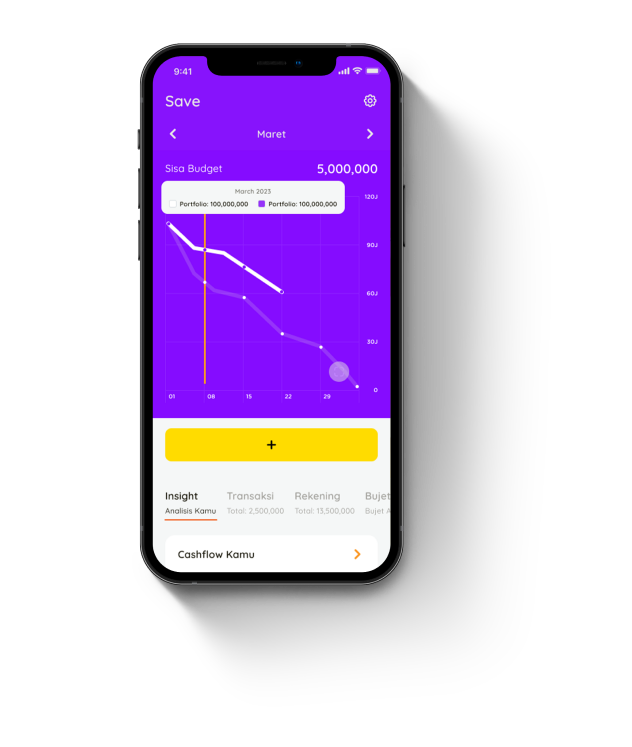 9:41
Save
Maret
Sisa Budget 5,000,000
March 2023
Portfolio: 100,000,000 Portfolio: 100,000,000
120J
90J
60J
30J
0
01 08 15 22 29
+
Insight Transaksi Rekening Bujet
Analisis Kamu Total: 2,500,000 Total: 13,500,000 Bujet A
Cashflow Kamu